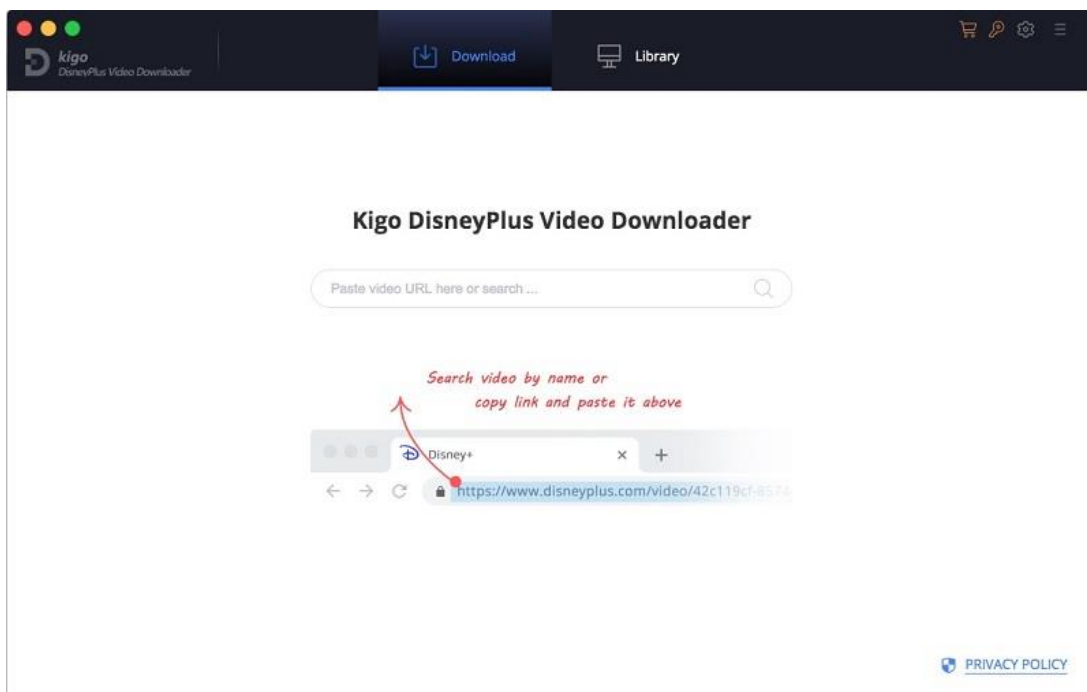 kigo
DisneyPlus Video Downloader
Download
Library
Kigo DisneyPlus Video Downloader
Paste video URL here or search ...
Search video by name or
copy link and paste it above
Disney+
https://www.disneyplus.com/video/42c119cf-8574
PRIVACY POLICY